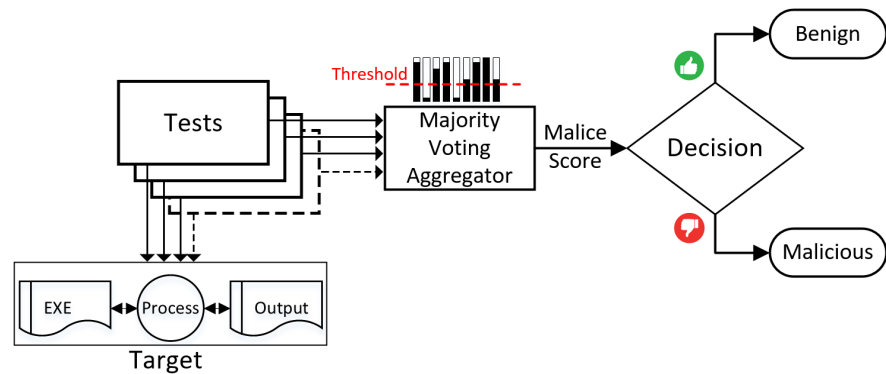 Benign
Threshold
Tests
Majority
Voting
Aggregator
Malice
Score
Decision
Malicious
EXE
Process
Output
Target